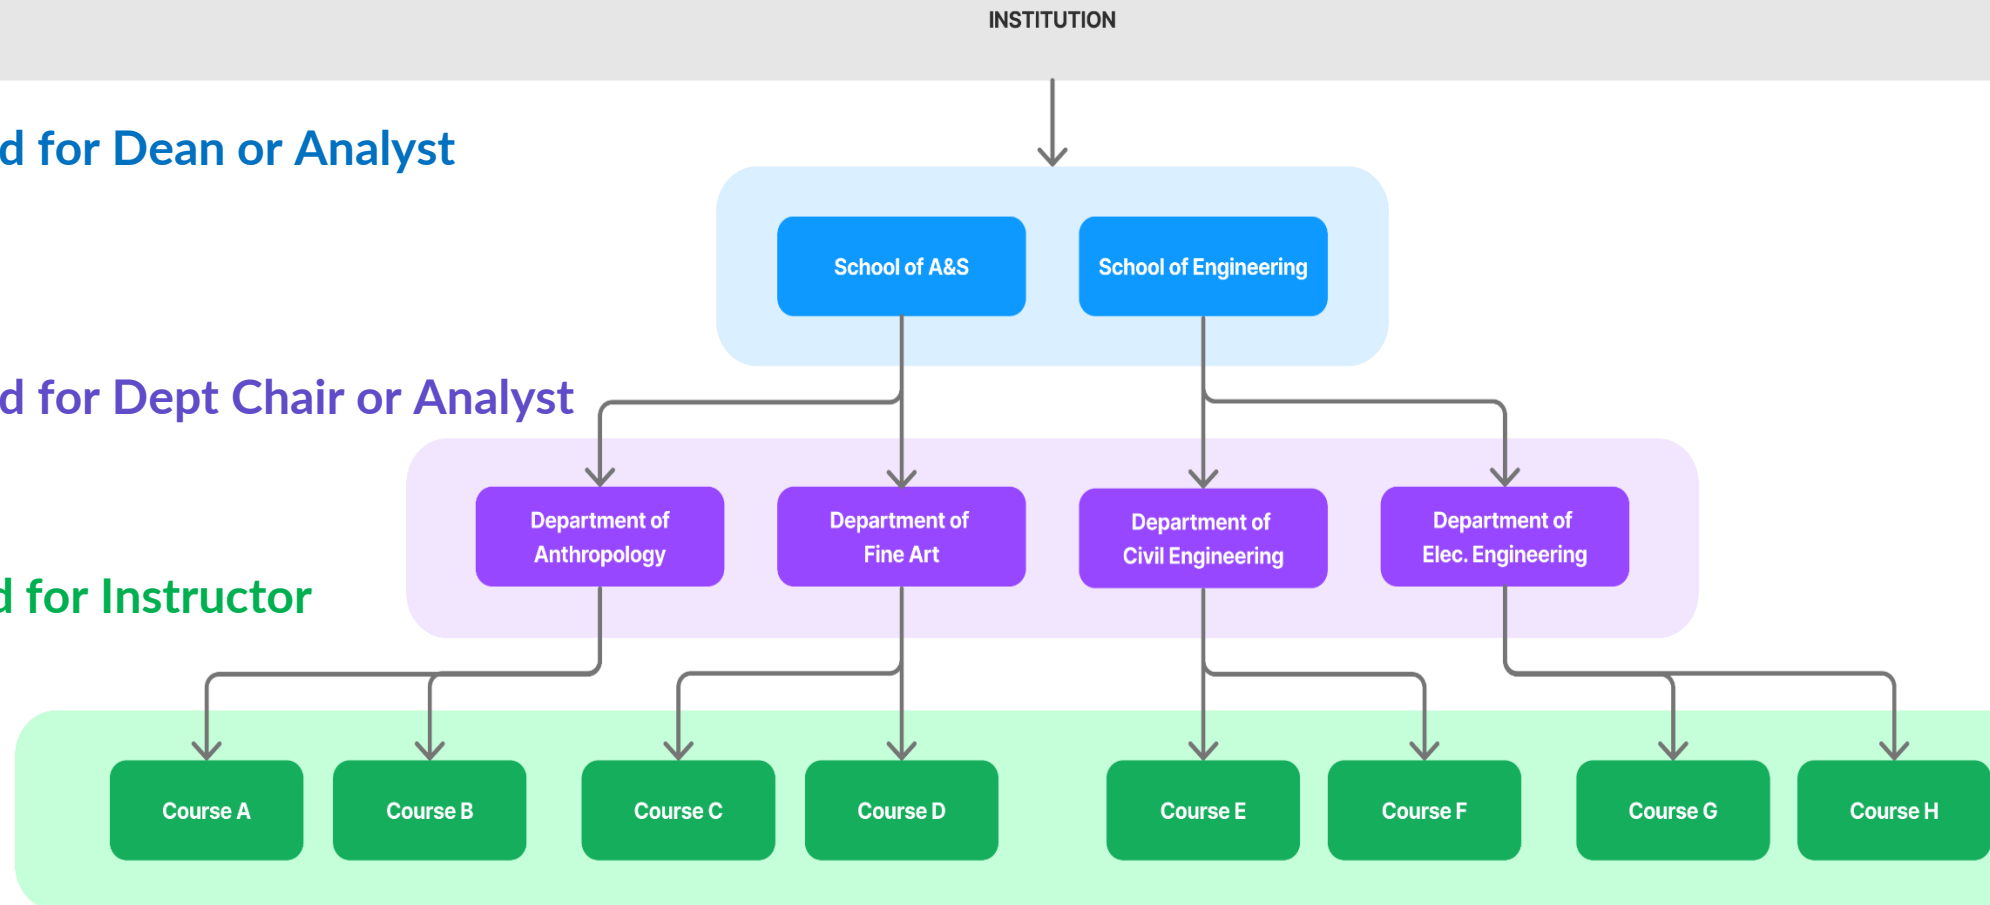 INSTITUTION
d for Dean or Analyst
School of A&S
School of Engineering
d for Dept Chair or Analyst
Department of
Anthropology
Department of
Fine Art
Department of
Civil Engineering
Department of
Elec. Engineering
d for Instructor
Course A
Course B
Course C
Course D
Course E
Course F
Course G
Course H